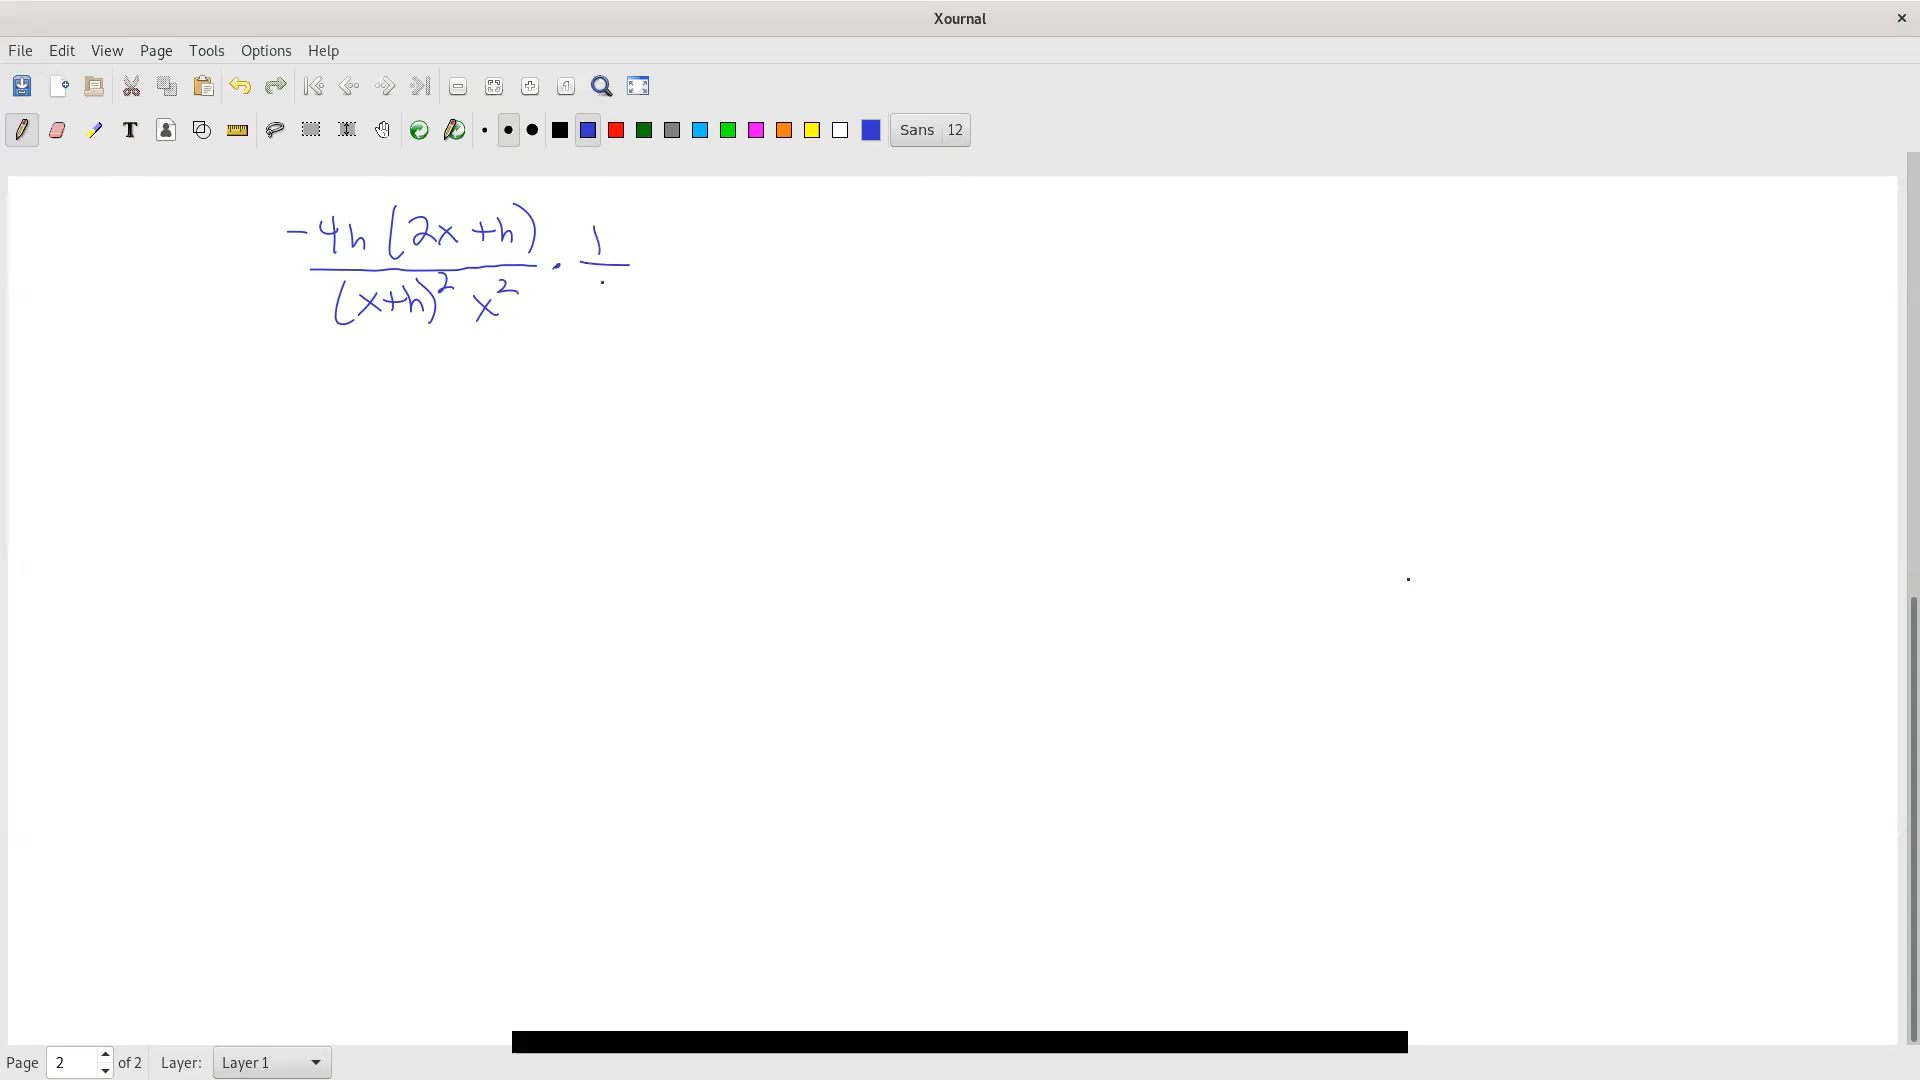 Xournal
File Edit View Page Tools Options Help
T Sans 12
-4h (2x+h) / (x+h)² x² · 1 /
Page 2 of 2 Layer: Layer 1